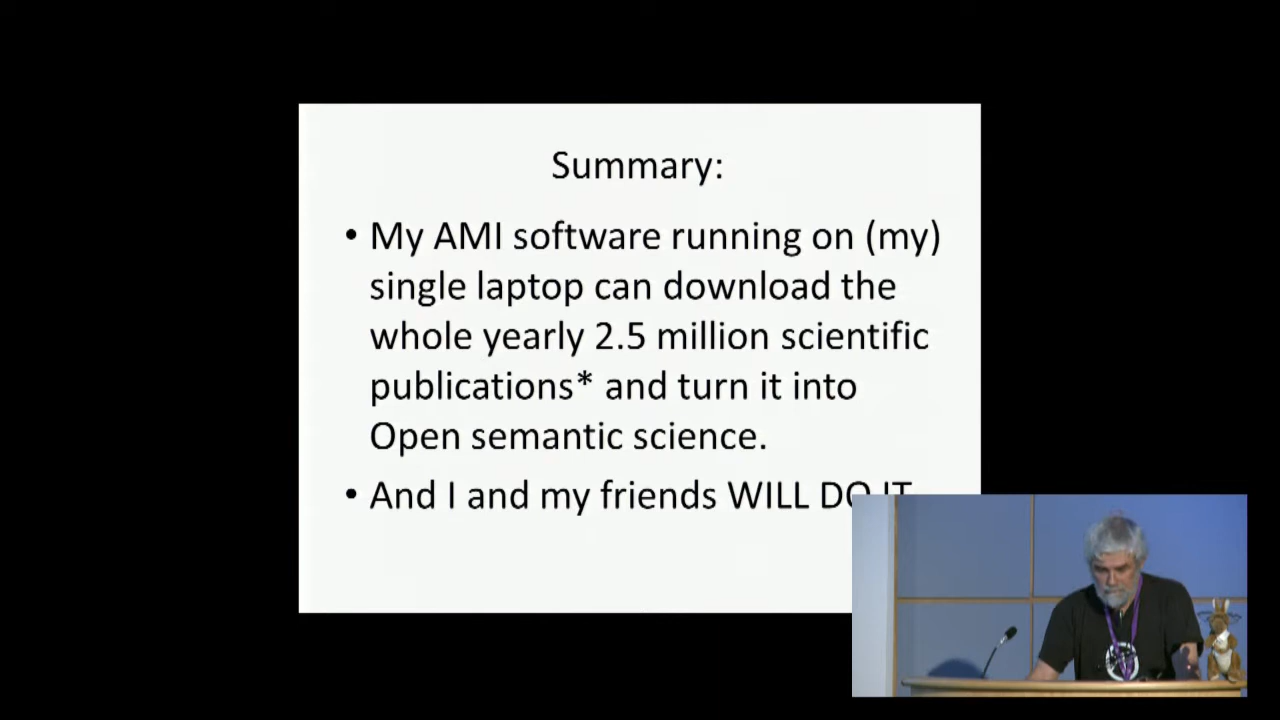 Summary:
• My AMI software running on (my)
single laptop can download the
whole yearly 2.5 million scientific
publications* and turn it into
Open semantic science.
• And I and my friends WILL DO IT